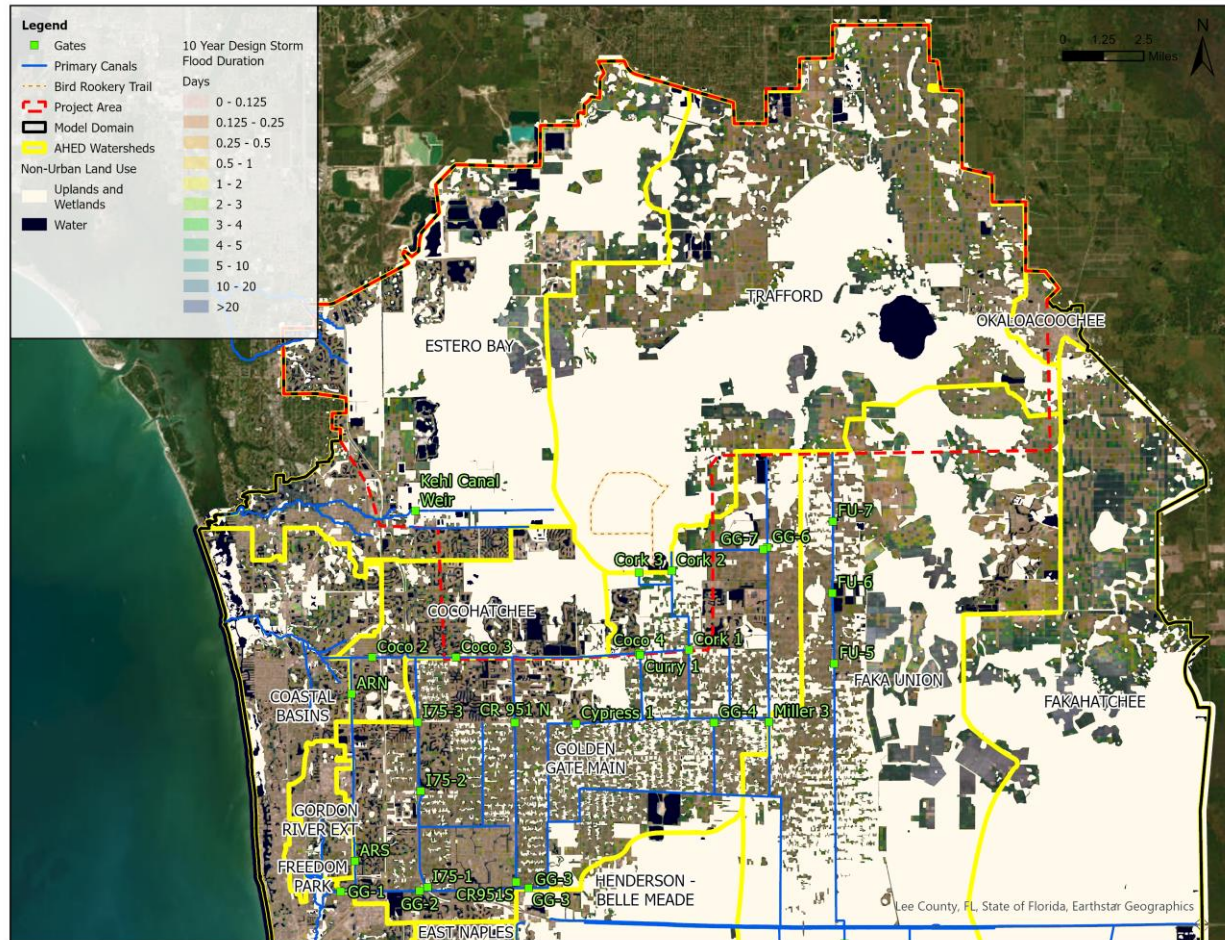 Legend
Gates
Primary Canals
Bird Rookery Trail
Project Area
Model Domain
AHED Watersheds
Non-Urban Land Use
Uplands and
Wetlands
Water
10 Year Design Storm
Flood Duration
Days
0 - 0.125
0.125 - 0.25
0.25 - 0.5
0.5 - 1
1 - 2
2 - 3
3 - 4
4 - 5
5 - 10
10 - 20
>20
N
0 1.25 2.5
Miles
TRAFFORD
OKALOACOOCHEE
ESTERO BAY
Kehl Canal
Weir
FU-7
GG-7
GG-6
Cork 3
Cork 2
FU-6
COCOHATCHEE
Coco 2
Coco 3
Coco 4
Cork 1
Curry 1
FU-5
FAKA UNION
FAKAHATCHEE
ARN
COASTAL
BASINS
I75-3
CR 951 N
Cypress 1
GG-4
Miller 3
GOLDEN
GATE MAIN
I75-2
GORDON
RIVER EXT
ARS
FREEDOM
PARK
GG-1
I75-1
GG-2
CR951S
GG-3
GG-3
HENDERSON -
BELLE MEADE
EAST NAPLES
Lee County, FL, State of Florida, Earthstar Geographics